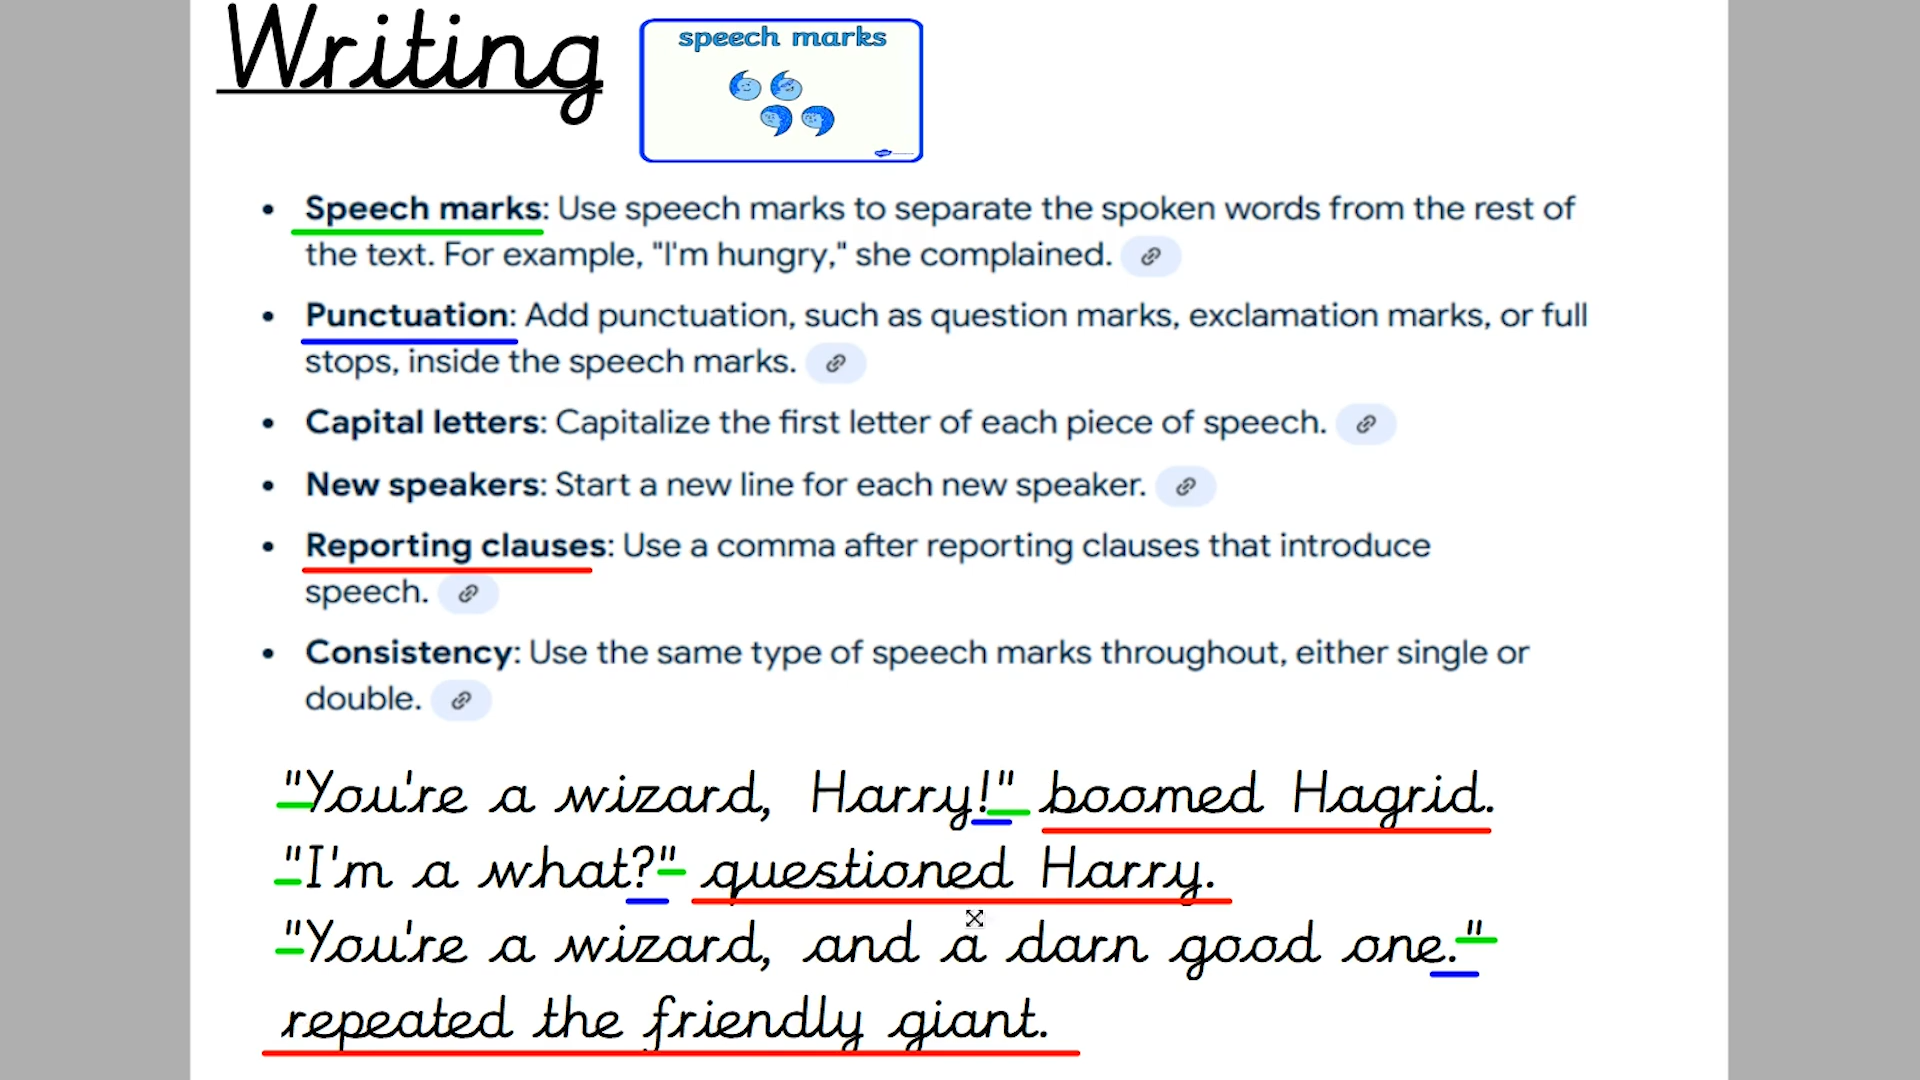 Writing
speech marks
• Speech marks: Use speech marks to separate the spoken words from the rest of
the text. For example, "I'm hungry," she complained.
• Punctuation: Add punctuation, such as question marks, exclamation marks, or full
stops, inside the speech marks.
• Capital letters: Capitalize the first letter of each piece of speech.
• New speakers: Start a new line for each new speaker.
• Reporting clauses: Use a comma after reporting clauses that introduce
speech.
• Consistency: Use the same type of speech marks throughout, either single or
double.
"You're a wizard, Harry!" boomed Hagrid.
"I'm a what?" questioned Harry.
"You're a wizard, and a darn good one."
repeated the friendly giant.